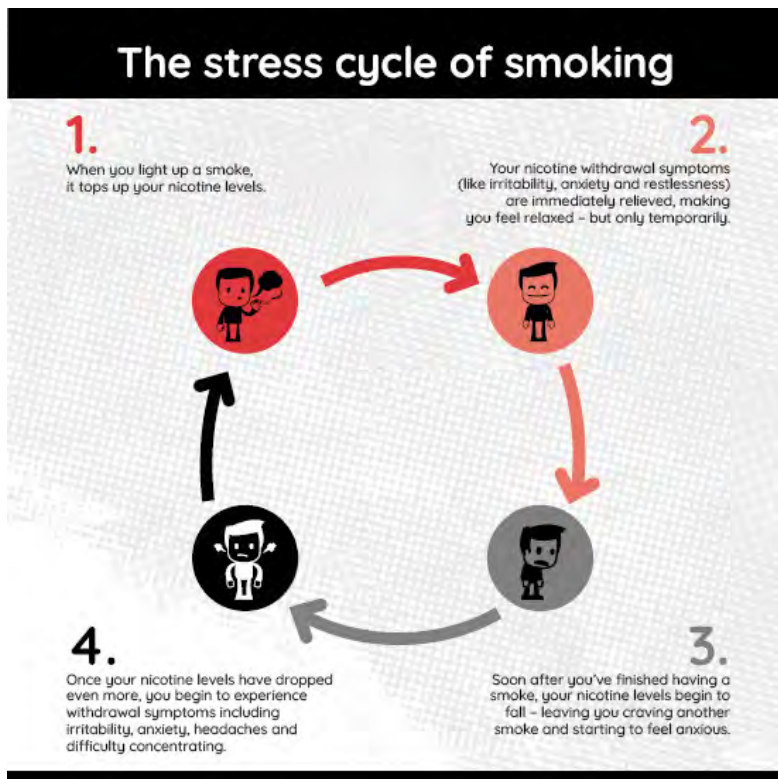 The stress cycle of smoking
1.
When you light up a smoke,
it tops up your nicotine levels.
2.
Your nicotine withdrawal symptoms
(like irritability, anxiety and restlessness)
are immediately relieved, making
you feel relaxed – but only temporarily.
3.
Soon after you’ve finished having a
smoke, your nicotine levels begin to
fall – leaving you craving another
smoke and starting to feel anxious.
4.
Once your nicotine levels have dropped
even more, you begin to experience
withdrawal symptoms including
irritability, anxiety, headaches and
difficulty concentrating.